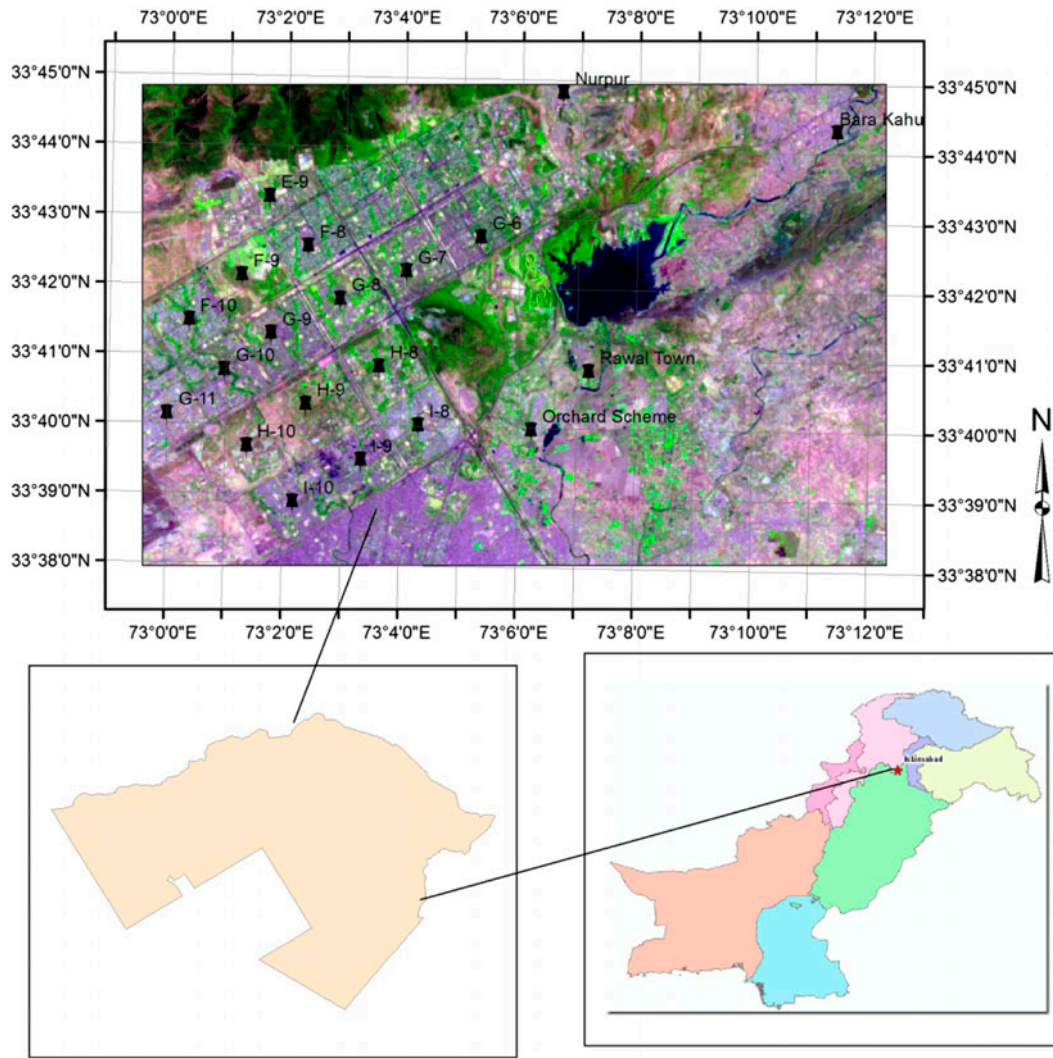 73°0'0"E 73°2'0"E 73°4'0"E 73°6'0"E 73°8'0"E 73°10'0"E 73°12'0"E
33°45'0"N
Nurpur
33°45'0"N
Bara Kahu
33°44'0"N
33°44'0"N
E-9
33°43'0"N
G-6
33°43'0"N
F-8
F-9
G-7
33°42'0"N
G-8
33°42'0"N
F-10
G-9
33°41'0"N
G-10
H-8
Rawal Town
33°41'0"N
G-11
H-9
I-8
Orchard Scheme
33°40'0"N
N
H-10
33°40'0"N
I-9
33°39'0"N
I-10
33°39'0"N
33°38'0"N
33°38'0"N
73°0'0"E 73°2'0"E 73°4'0"E 73°6'0"E 73°8'0"E 73°10'0"E 73°12'0"E
Islamabad